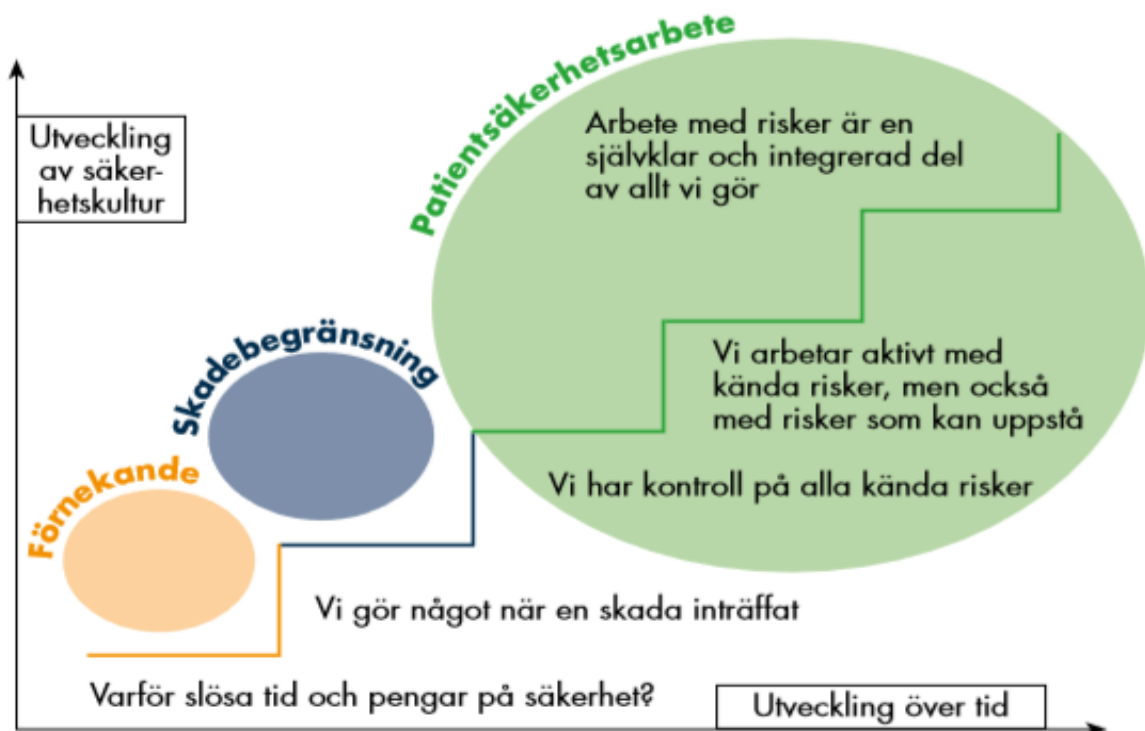 Patientsäkerhetsarbete
Utveckling
av säker-
hetskultur
Arbete med risker är en
självklar och integrerad del
av allt vi gör
Skadebegränsning
Vi arbetar aktivt med
kända risker, men också
med risker som kan uppstå
Förnekande
Vi har kontroll på alla kända risker
Vi gör något när en skada inträffat
Varför slösa tid och pengar på säkerhet?
Utveckling över tid